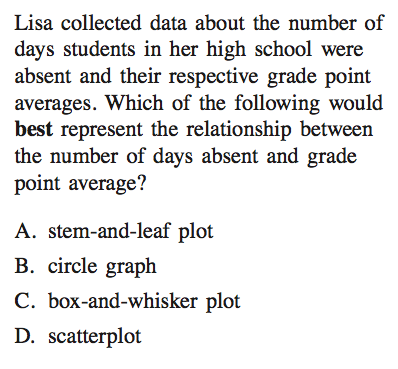 Lisa collected data about the number of
days students in her high school were
absent and their respective grade point
averages. Which of the following would
best represent the relationship between
the number of days absent and grade
point average?
A. stem-and-leaf plot
B. circle graph
C. box-and-whisker plot
D. scatterplot